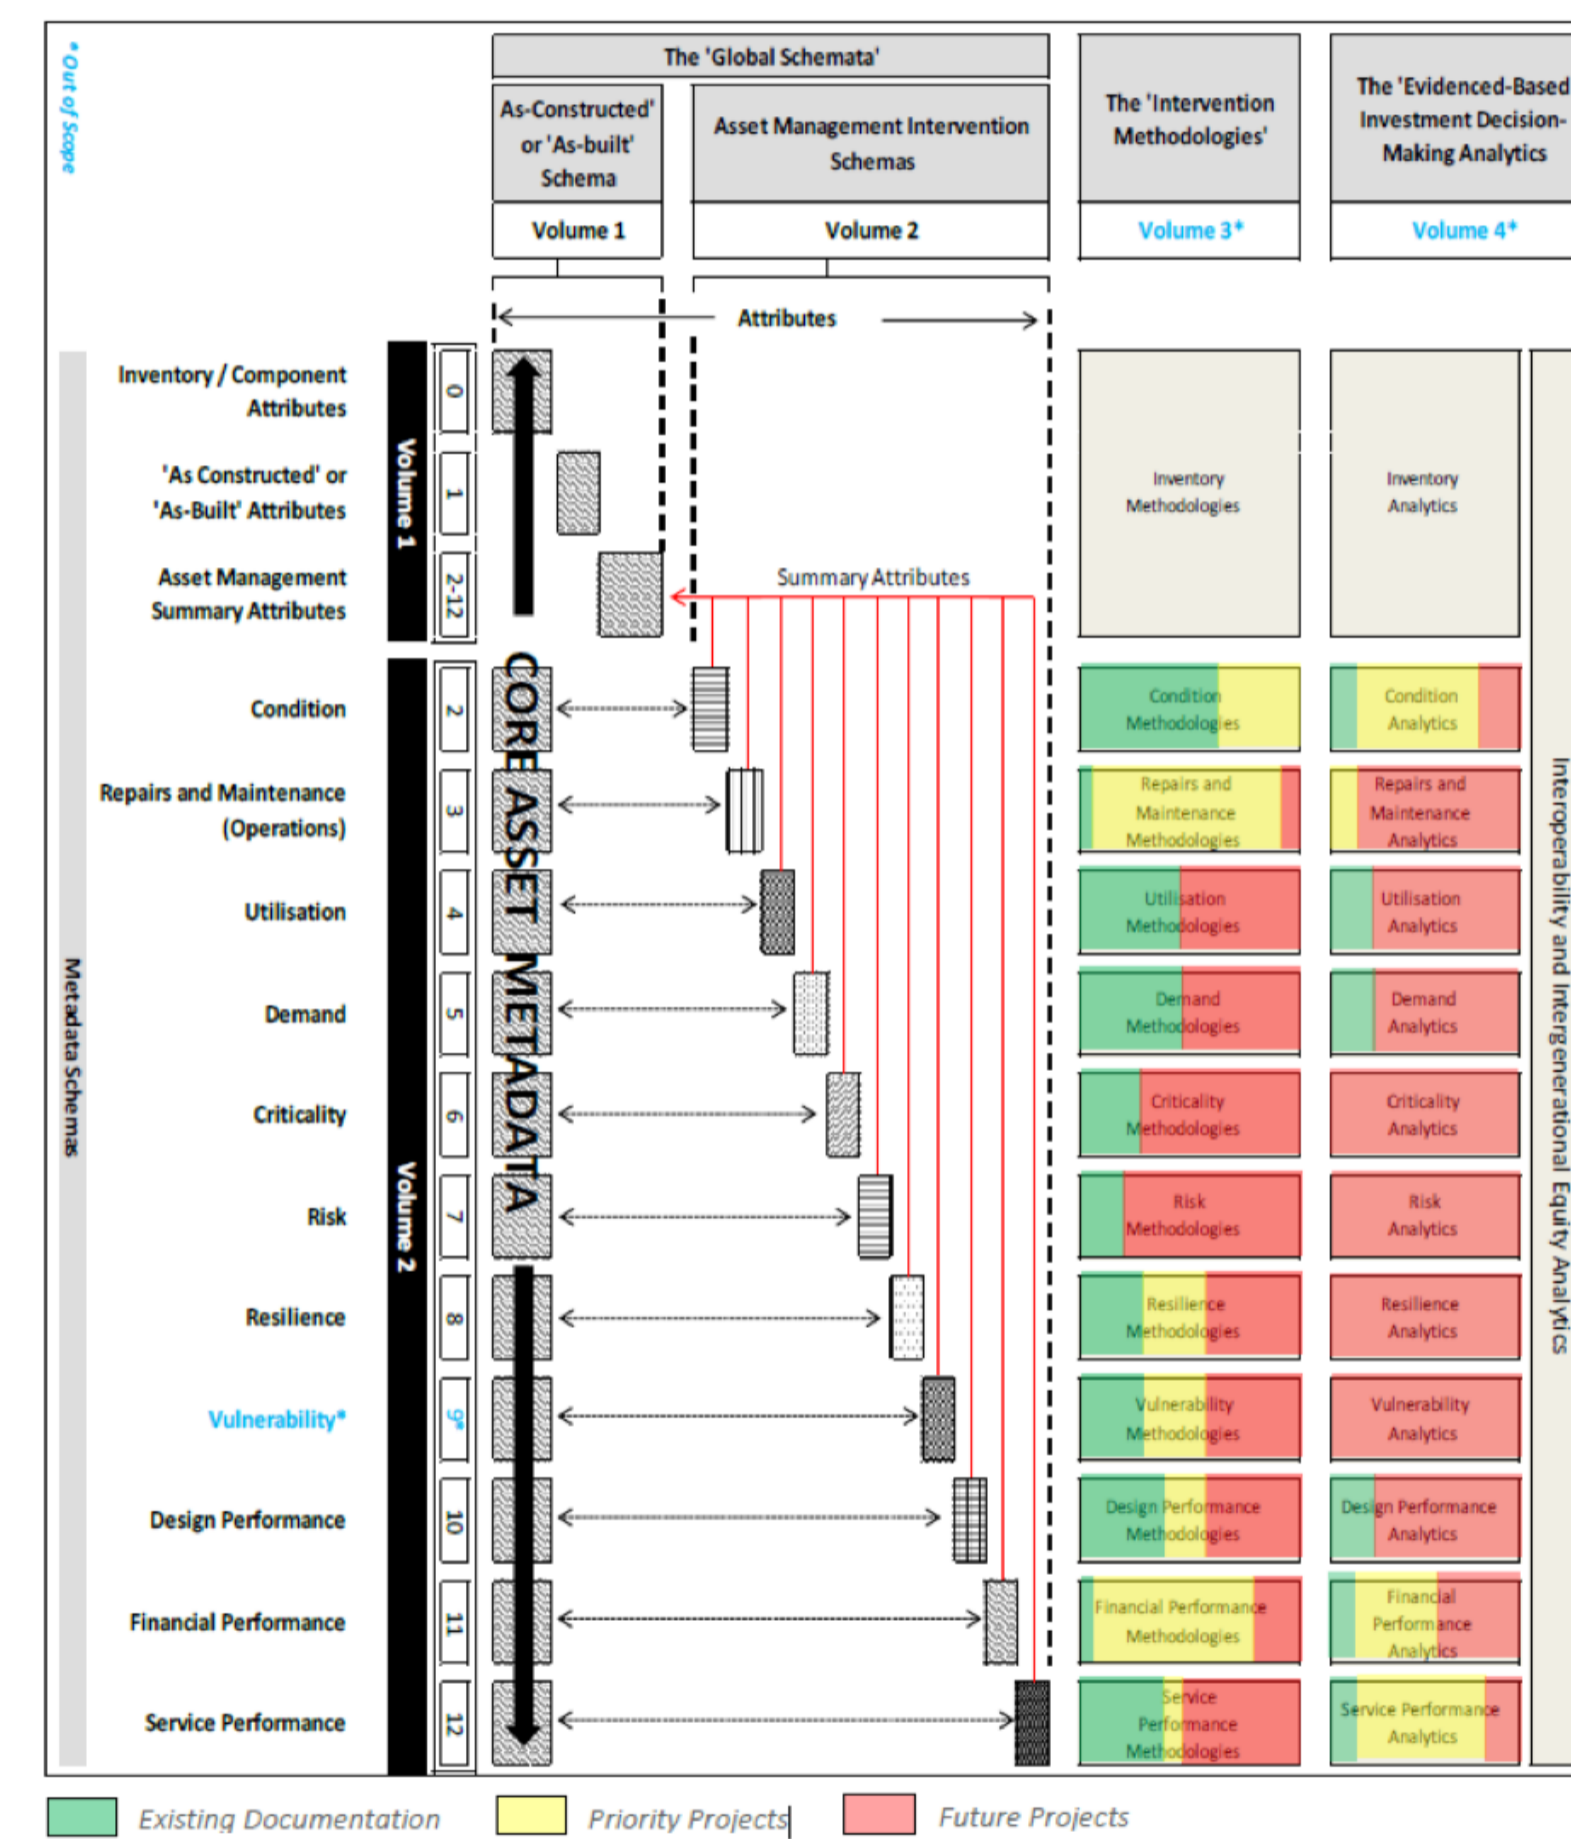 * Out of Scope
The 'Global Schemata'
As-Constructed'
or 'As-built'
Schema
Volume 1
Asset Management Intervention
Schemas
Volume 2
The 'Intervention
Methodologies'
Volume 3*
The 'Evidenced-Based
Investment Decision-
Making Analytics
Volume 4*
Attributes
Metadata Schemas
Volume 1
Inventory / Component
Attributes
0
'As Constructed' or
'As-Built' Attributes
1
Asset Management
Summary Attributes
2-12
Summary Attributes
Inventory
Methodologies
Inventory
Analytics
Interoperability and Intergenerational Equity Analytics
Volume 2
CORE ASSET METADATA
Condition
2
Condition
Methodologies
Condition
Analytics
Repairs and Maintenance
(Operations)
3
Repairs and
Maintenance
Methodologies
Repairs and
Maintenance
Analytics
Utilisation
4
Utilisation
Methodologies
Utilisation
Analytics
Demand
5
Demand
Methodologies
Demand
Analytics
Criticality
6
Criticality
Methodologies
Criticality
Analytics
Risk
7
Risk
Methodologies
Risk
Analytics
Resilience
8
Resilience
Methodologies
Resilience
Analytics
Vulnerability*
9*
Vulnerability
Methodologies
Vulnerability
Analytics
Design Performance
10
Design Performance
Methodologies
Design Performance
Analytics
Financial Performance
11
Financial Performance
Methodologies
Financial
Performance
Analytics
Service Performance
12
Service
Performance
Methodologies
Service Performance
Analytics
Existing Documentation
Priority Projects
Future Projects